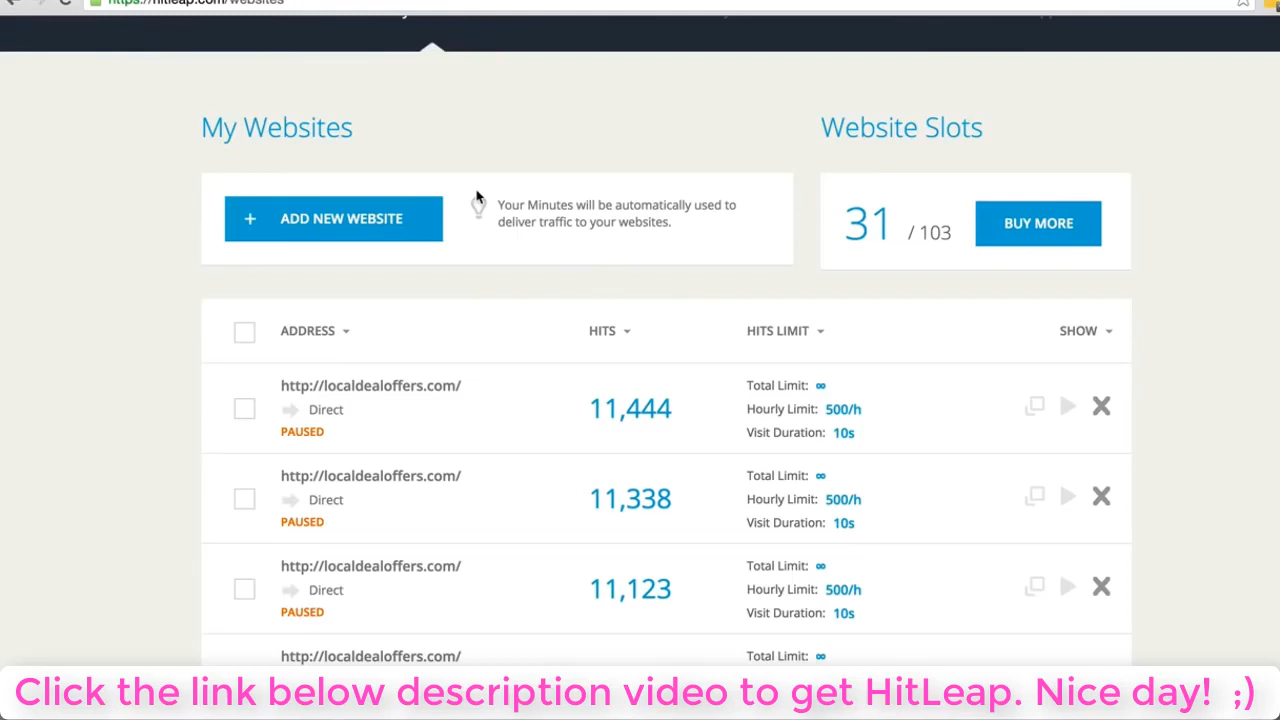 https://hitleap.com/websites
My Websites
Website Slots
+ ADD NEW WEBSITE
Your Minutes will be automatically used to
deliver traffic to your websites.
31 / 103
BUY MORE
ADDRESS
HITS
HITS LIMIT
SHOW
http://localdealoffers.com/
Direct
PAUSED
11,444
Total Limit: ∞
Hourly Limit: 500/h
Visit Duration: 10s
http://localdealoffers.com/
Direct
PAUSED
11,338
Total Limit: ∞
Hourly Limit: 500/h
Visit Duration: 10s
http://localdealoffers.com/
Direct
PAUSED
11,123
Total Limit: ∞
Hourly Limit: 500/h
Visit Duration: 10s
http://localdealoffers.com/
Total Limit: ∞
Click the link below description video to get HitLeap. Nice day! ;)